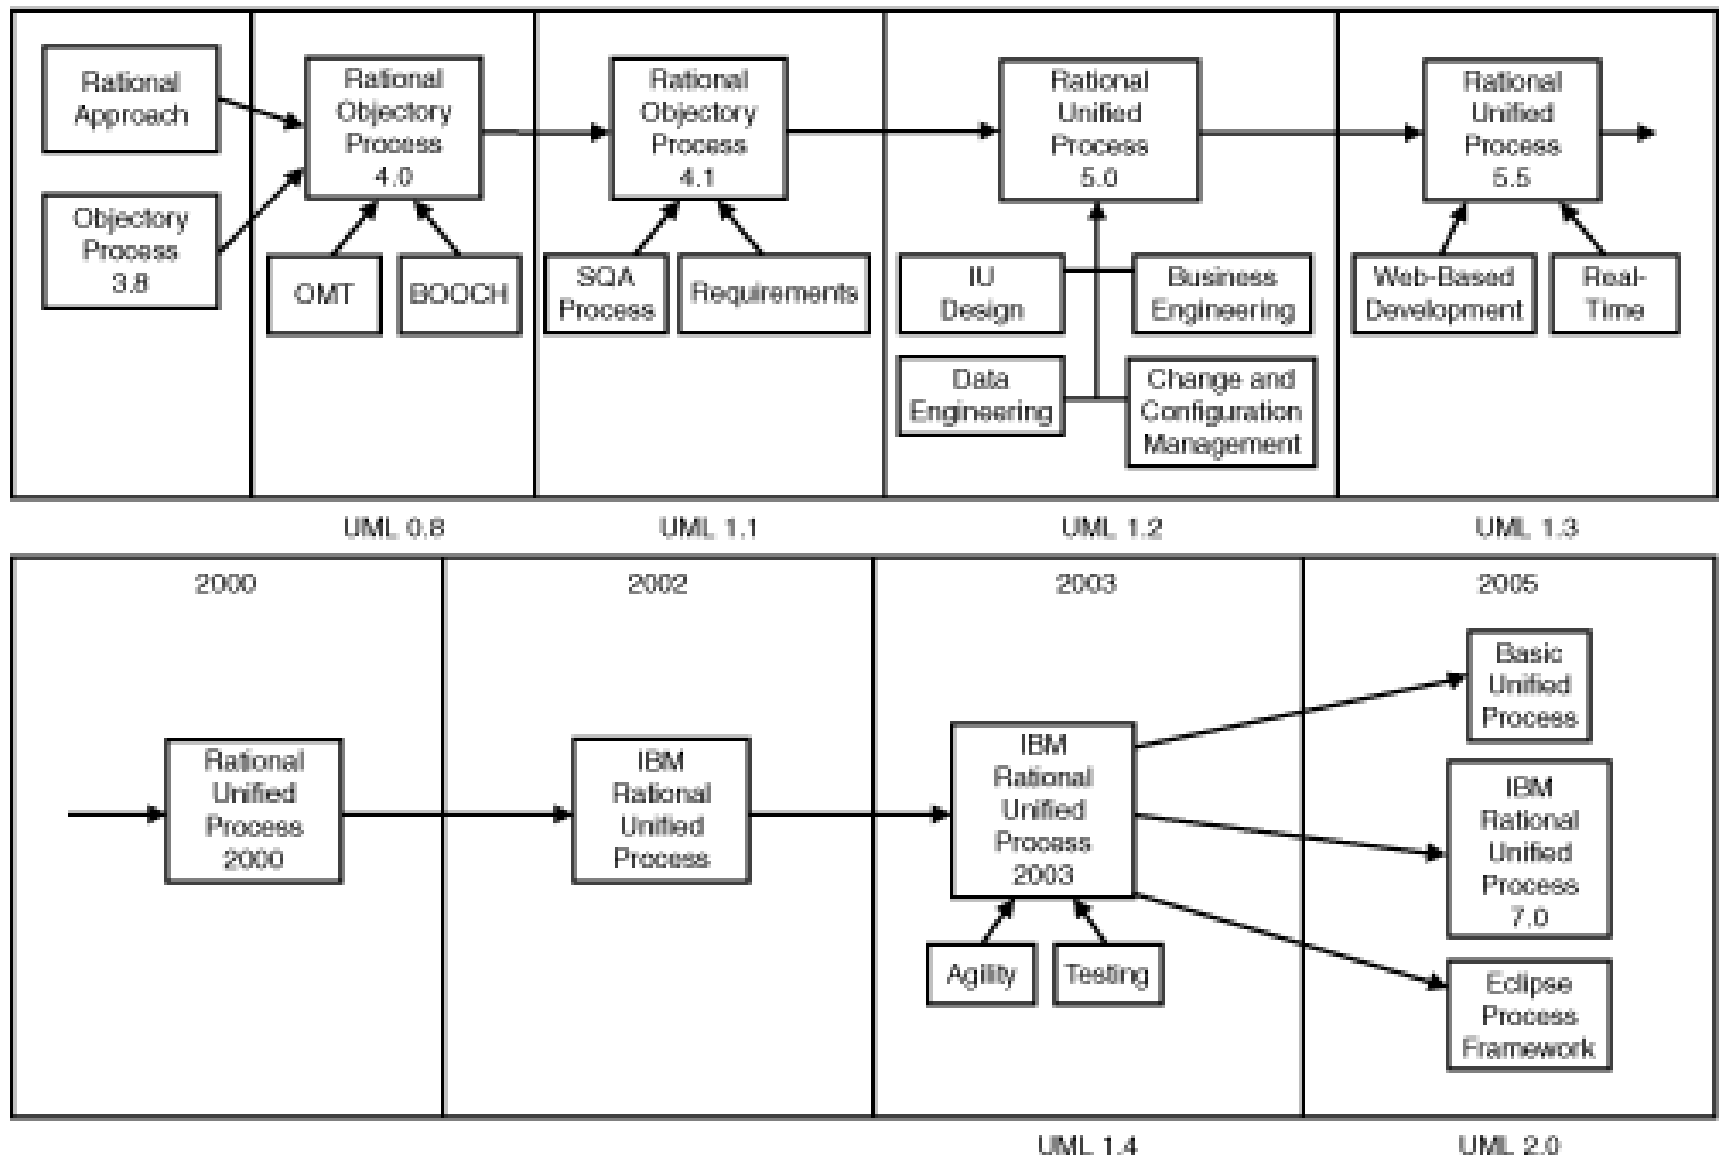 Rational
Approach
Objectory
Process
3.8
Rational
Objectory
Process
4.0
OMT
BOOCH
Rational
Objectory
Process
4.1
SQA
Process
Requirements
Rational
Unified
Process
5.0
IU
Design
Business
Engineering
Data
Engineering
Change and
Configuration
Management
Rational
Unified
Process
5.5
Web-Based
Development
Real-
Time
UML 0.8
UML 1.1
UML 1.2
UML 1.3
2000
Rational
Unified
Process
2000
2002
IBM
Rational
Unified
Process
2003
IBM
Rational
Unified
Process
2003
Agility
Testing
2005
Basic
Unified
Process
IBM
Rational
Unified
Process
7.0
Eclipse
Process
Framework
UML 1.4
UML 2.0